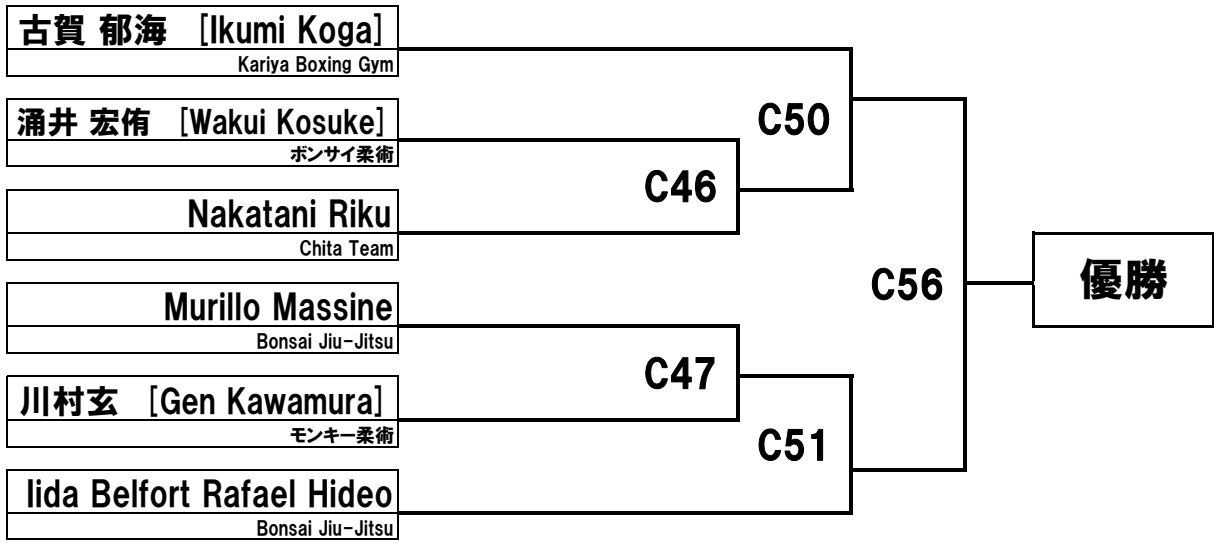 古賀 郁海 [Ikumi Koga]
Kariya Boxing Gym
涌井 宏侑 [Wakui Kosuke]
ボンサイ柔術
Nakatani Riku
Chita Team
Murillo Massine
Bonsai Jiu-Jitsu
川村玄 [Gen Kawamura]
モンキー柔術
Iida Belfort Rafael Hideo
Bonsai Jiu-Jitsu
C46
C47
C50
C51
C56
優勝